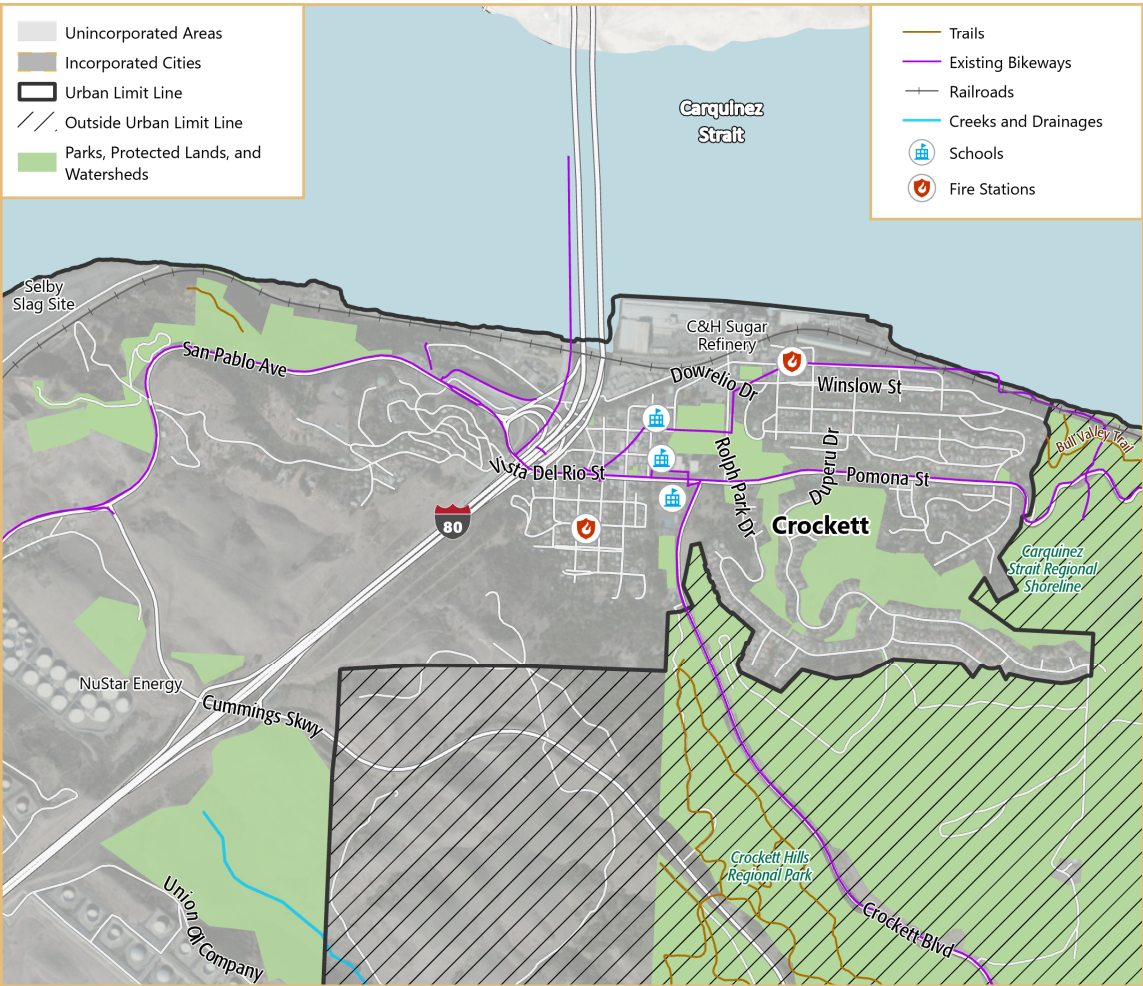 Unincorporated Areas
Incorporated Cities
Urban Limit Line
Outside Urban Limit Line
Parks, Protected Lands, and
Watersheds
Trails
Existing Bikeways
Railroads
Creeks and Drainages
Schools
Fire Stations
Carquinez
Strait
Selby
Slag Site
C&H Sugar
Refinery
San Pablo Ave
Dowrelio Dr
Winslow St
Bull Valley Trail
Vista Del Rio St
Rolph Park Dr
Duperu Dr
Pomona St
80
Crockett
Carquinez
Strait Regional
Shoreline
NuStar Energy
Cummings Skwy
Crockett Hills
Regional Park
Union Oil Company
Crockett Blvd